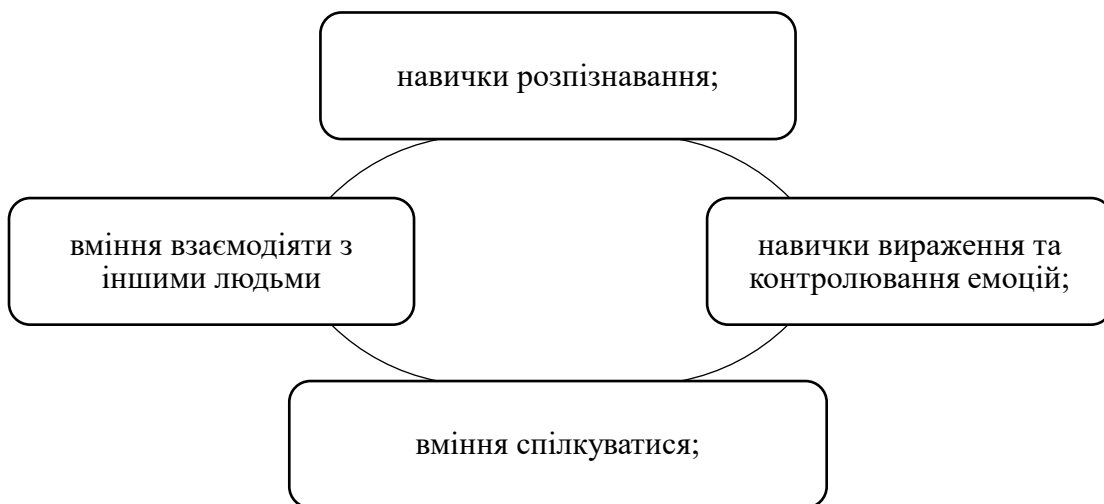 навички розпізнавання;
навички вираження та
контролювання емоцій;
вміння спілкуватися;
вміння взаємодіяти з
іншими людьми